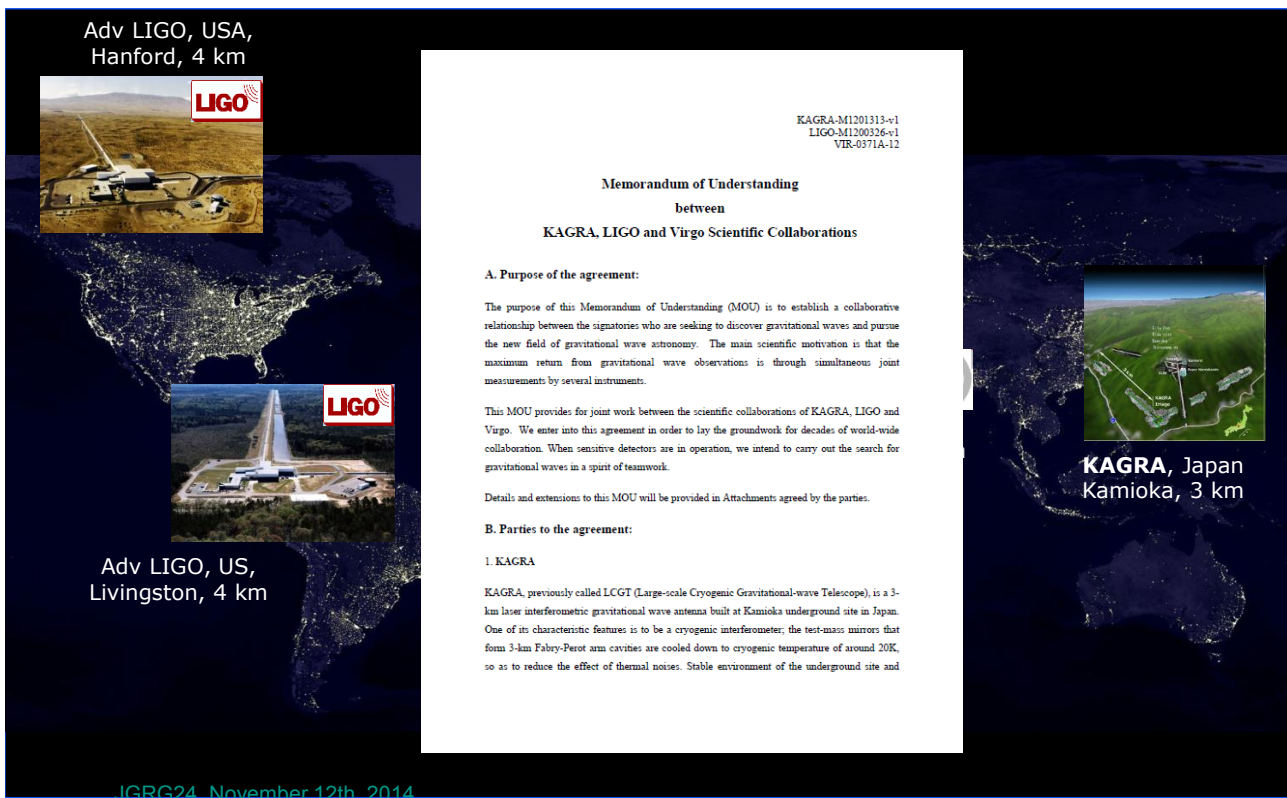 Adv LIGO, USA,
Hanford, 4 km
LIGO
LIGO
Adv LIGO, US,
Livingston, 4 km
KAGRA-M1201313-v1
LIGO-M1200326-v1
VIR-0371A-12
Memorandum of Understanding
between
KAGRA, LIGO and Virgo Scientific Collaborations
A. Purpose of the agreement:
The purpose of this Memorandum of Understanding (MOU) is to establish a collaborative
relationship between the signatories who are seeking to discover gravitational waves and pursue
the new field of gravitational wave astronomy. The main scientific motivation is that the
maximum return from gravitational wave observations is through simultaneous joint
measurements by several instruments.
This MOU provides for joint work between the scientific collaborations of KAGRA, LIGO and
Virgo. We enter into this agreement in order to lay the groundwork for decades of world-wide
collaboration. When sensitive detectors are in operation, we intend to carry out the search for
gravitational waves in a spirit of teamwork.
Details and extensions to this MOU will be provided in Attachments agreed by the parties.
B. Parties to the agreement:
1. KAGRA
KAGRA, previously called LCGT (Large-scale Cryogenic Gravitational-wave Telescope), is a 3-
km laser interferometric gravitational wave antenna built at Kamioka underground site in Japan.
One of its characteristic features is to be a cryogenic interferometer; the test-mass mirrors that
form 3-km Fabry-Perot arm cavities are cooled down to cryogenic temperature of around 20K,
so as to reduce the effect of thermal noises. Stable environment of the underground site and
3 km
KAGRA
Image
KAGRA, Japan
Kamioka, 3 km
JGRG24, November 12th, 2014